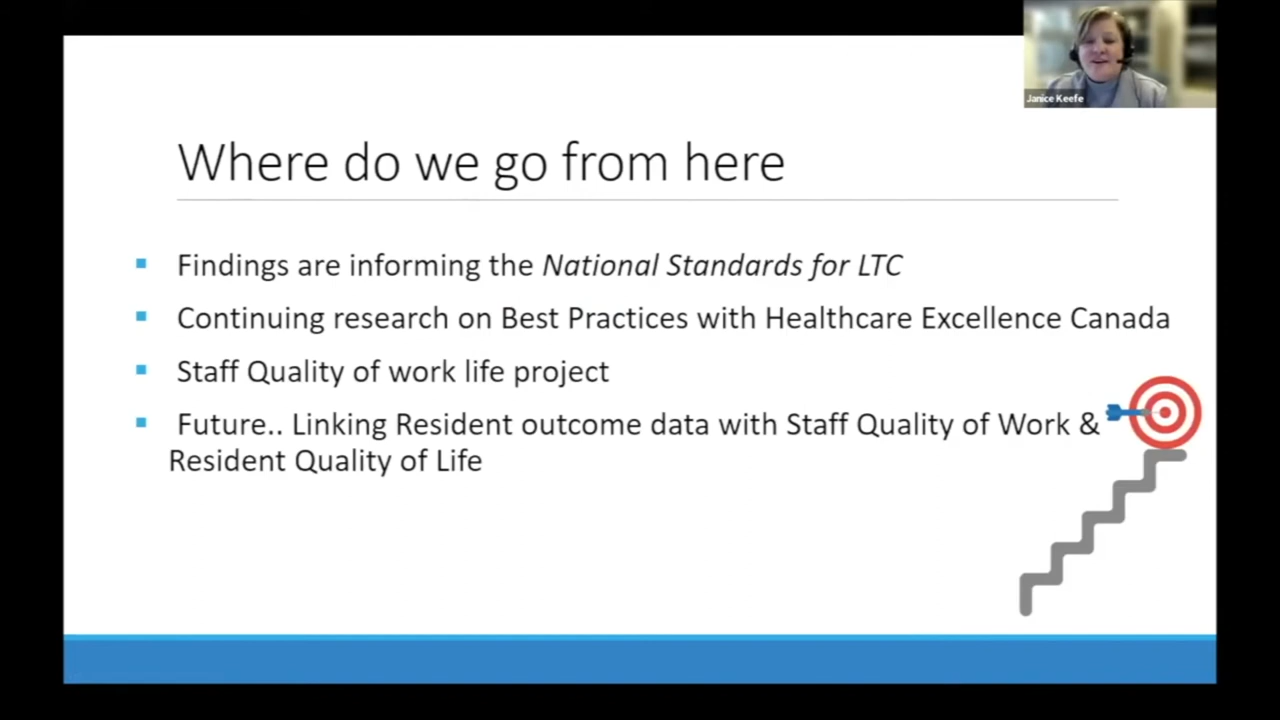 Janice Keefe
Where do we go from here
Findings are informing the National Standards for LTC
Continuing research on Best Practices with Healthcare Excellence Canada
Staff Quality of work life project
Future.. Linking Resident outcome data with Staff Quality of Work &
Resident Quality of Life